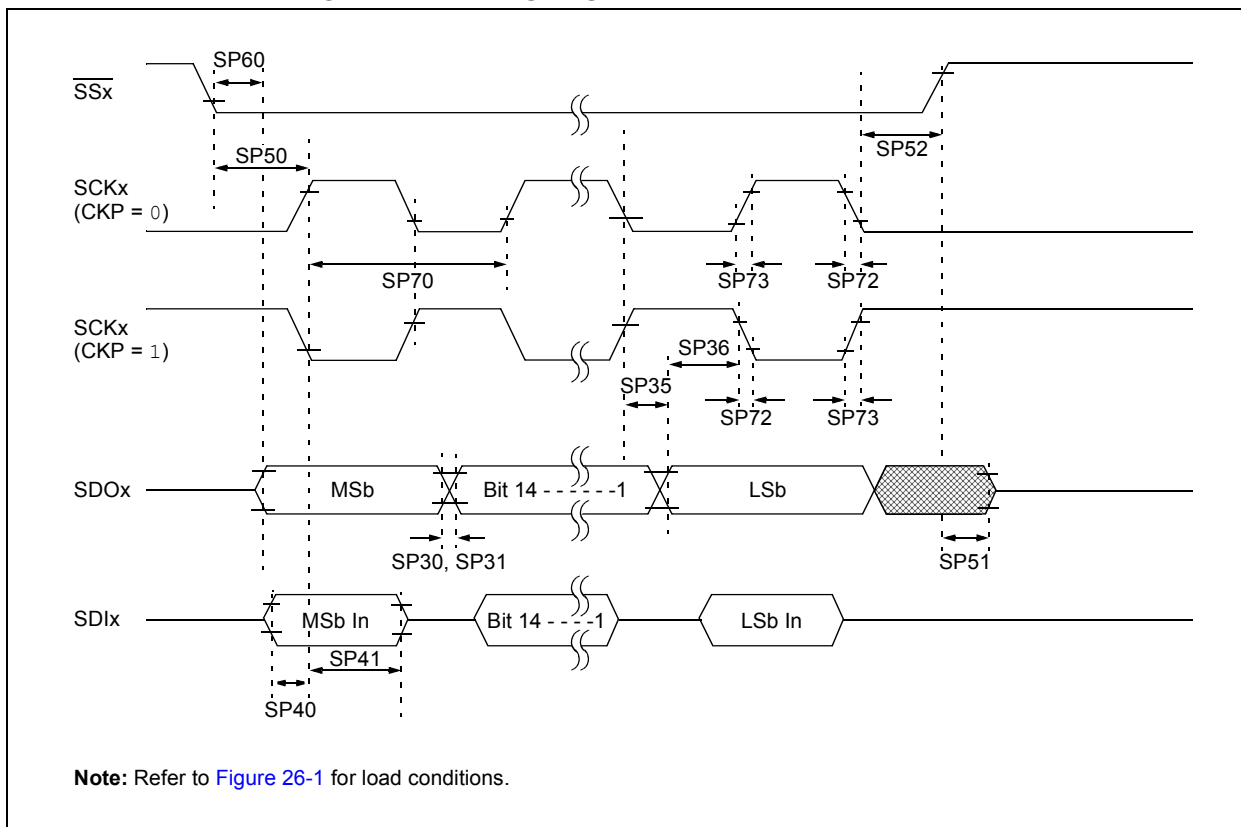 SP60
SSx
SP50
SP52
SCKx
(CKP = 0)
SP70
SP73
SP72
SCKx
(CKP = 1)
SP36
SP35
SP72
SP73
SDOx
MSb
Bit 14 - - - - - -1
LSb
SP30, SP31
SP51
SDIx
MSb In
Bit 14 - - - - -1
LSb In
SP41
SP40
Note: Refer to Figure 26-1 for load conditions.